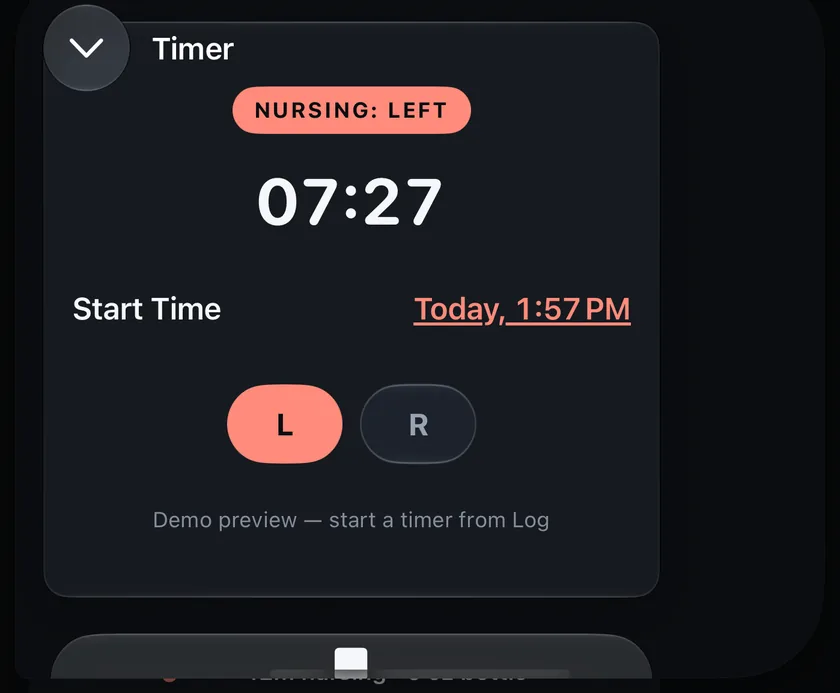 Timer
NURSING: LEFT
07:27
Start Time Today, 1:57 PM
L R
Demo preview — start a timer from Log